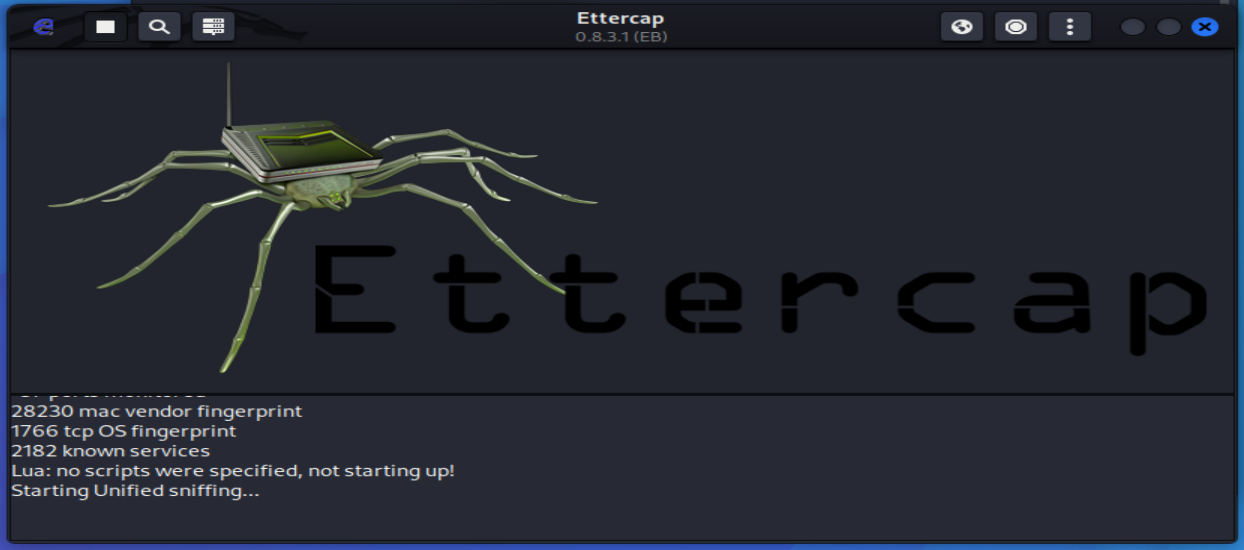 Ettercap
0.8.3.1 (EB)
Ettercap
28230 mac vendor fingerprint
1766 tcp OS fingerprint
2182 known services
Lua: no scripts were specified, not starting up!
Starting Unified sniffing...